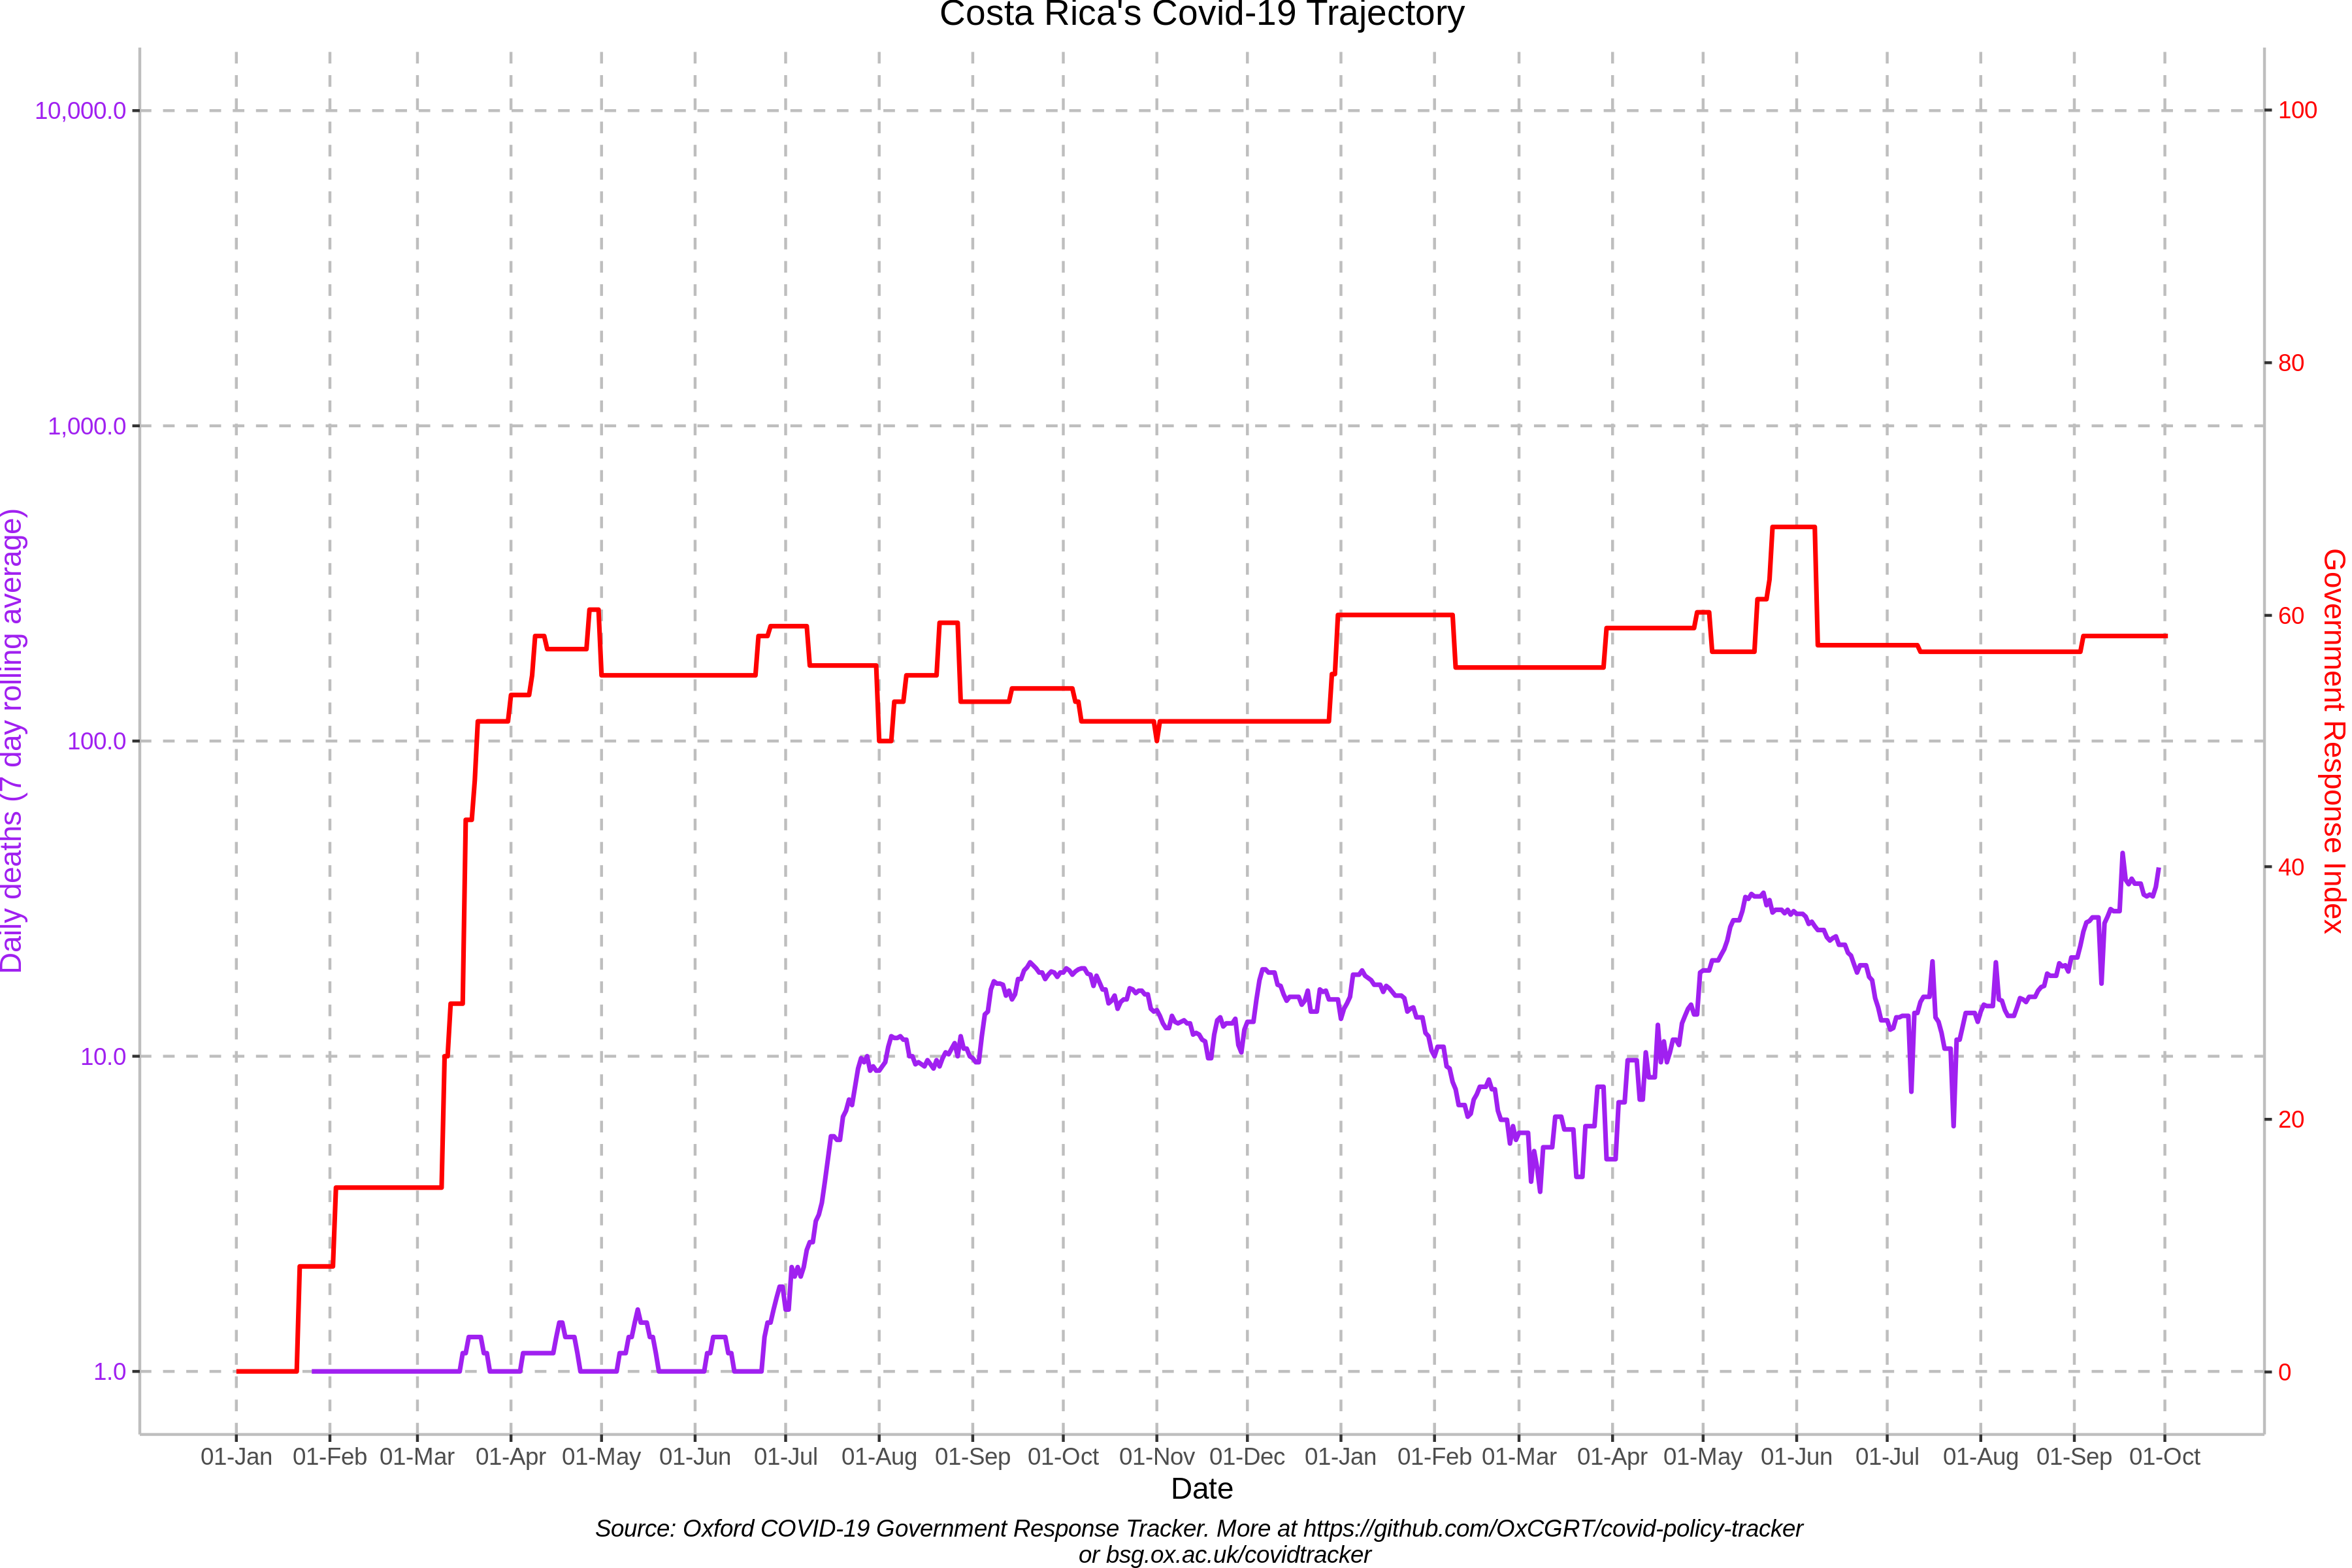 Costa Rica's Covid-19 Trajectory
10,000.0
1,000.0
100.0
10.0
1.0
Daily deaths (7 day rolling average)
100
80
60
40
20
0
Government Response Index
01-Jan 01-Feb 01-Mar 01-Apr 01-May 01-Jun 01-Jul 01-Aug 01-Sep 01-Oct 01-Nov 01-Dec 01-Jan 01-Feb 01-Mar 01-Apr 01-May 01-Jun 01-Jul 01-Aug 01-Sep 01-Oct
Date
Source: Oxford COVID-19 Government Response Tracker. More at https://github.com/OxCGRT/covid-policy-tracker
or bsg.ox.ac.uk/covidtracker